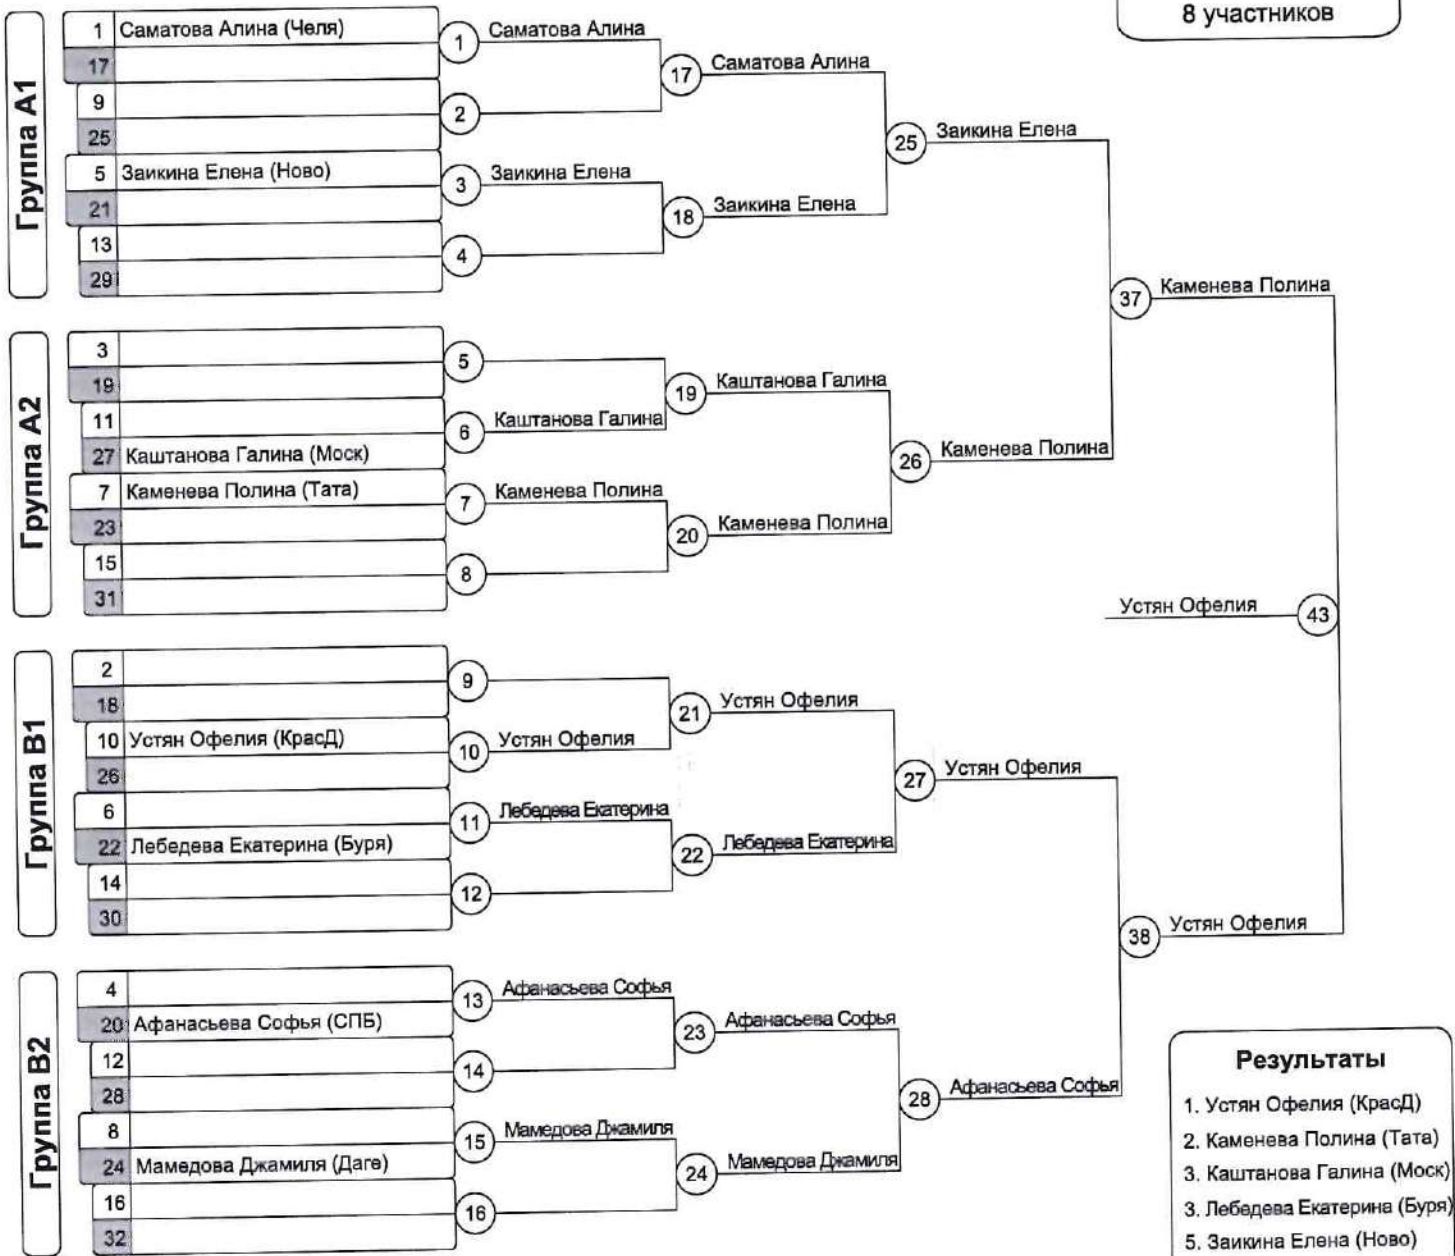 8 участников
Группа А1
1 Саматова Алина (Челя)
17
9
25
5 Заикина Елена (Ново)
21
13
29
1 Саматова Алина
2
3 Заикина Елена
4
17 Саматова Алина
18 Заикина Елена
25 Заикина Елена
Группа А2
3
19
11
27 Каштанова Галина (Моск)
7 Каменева Полина (Тата)
23
15
31
5
6 Каштанова Галина
7 Каменева Полина
8
19 Каштанова Галина
20 Каменева Полина
26 Каменева Полина
37 Каменева Полина
Устян Офелия 43
Группа В1
2
18
10 Устян Офелия (КрасД)
26
6
22 Лебедева Екатерина (Буря)
14
30
9
10 Устян Офелия
11 Лебедева Екатерина
12
21 Устян Офелия
22 Лебедева Екатерина
27 Устян Офелия
38 Устян Офелия
Группа В2
4
20 Афанасьева Софья (СПБ)
12
28
8
24 Мамедова Джамиля (Даге)
16
32
13 Афанасьева Софья
14
15 Мамедова Джамиля
16
23 Афанасьева Софья
24 Мамедова Джамиля
28 Афанасьева Софья
Результаты
1. Устян Офелия (КрасД)
2. Каменева Полина (Тата)
3. Каштанова Галина (Моск)
3. Лебедева Екатерина (Буря)
5. Заикина Елена (Ново)